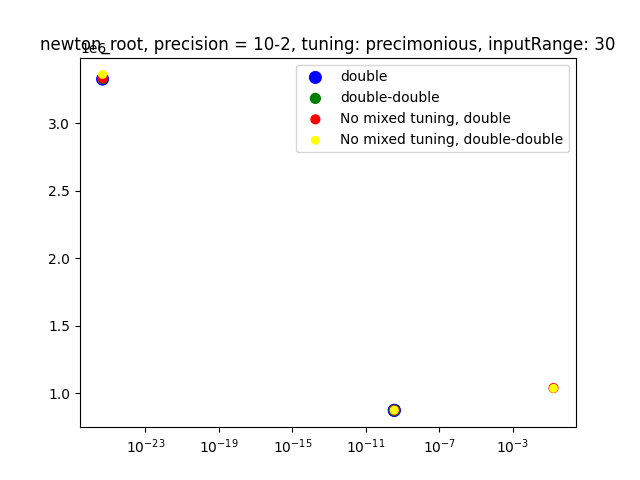 newton_root, precision = 10-2, tuning: precimonious, inputRange: 30
1e6
double
double-double
No mixed tuning, double
No mixed tuning, double-double
3.0
2.5
2.0
1.5
1.0
10⁻²³ 10⁻¹⁹ 10⁻¹⁵ 10⁻¹¹ 10⁻⁷ 10⁻³